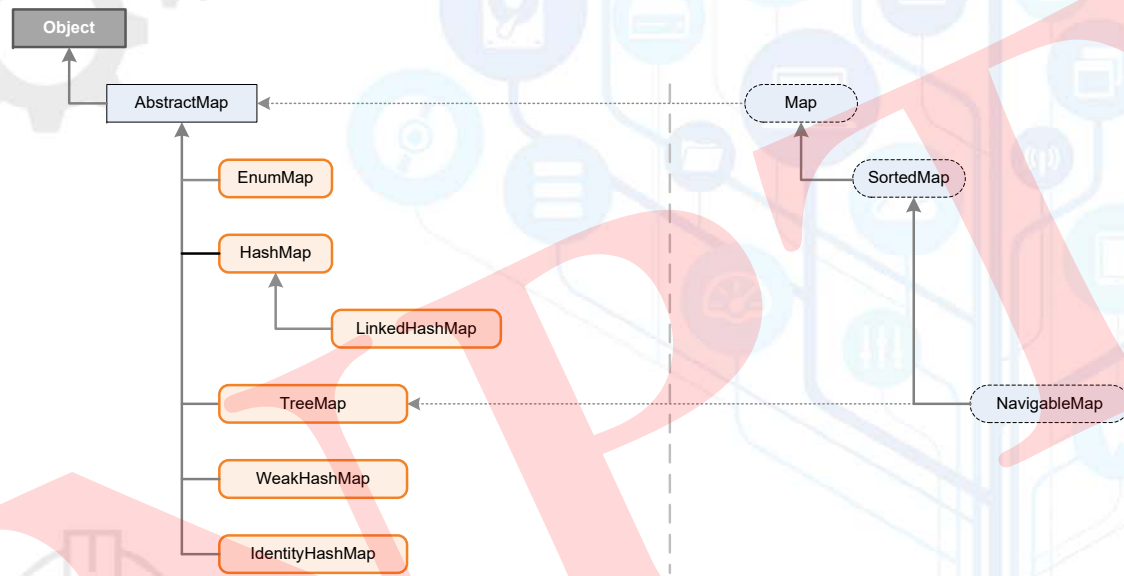 Object
AbstractMap
Map
EnumMap
SortedMap
HashMap
LinkedHashMap
TreeMap
NavigableMap
WeakHashMap
IdentityHashMap